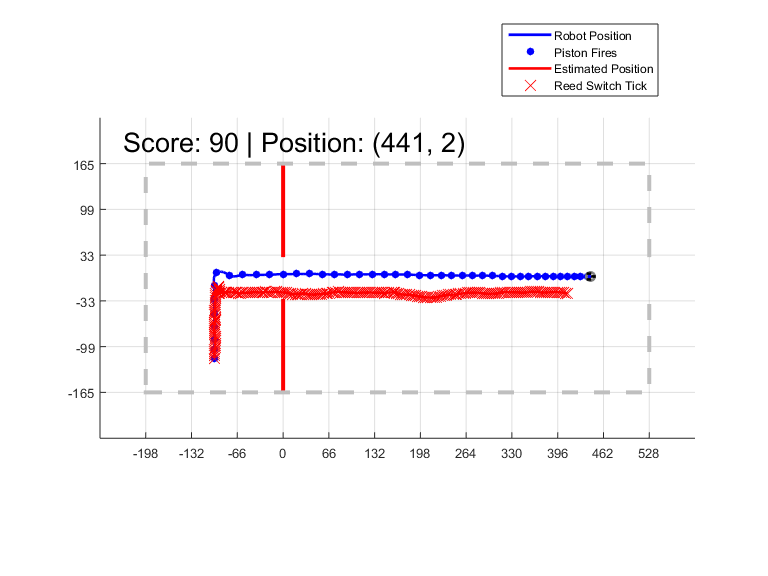 Robot Position
Piston Fires
Estimated Position
Reed Switch Tick
Score: 90 | Position: (441, 2)
165
99
33
-33
-99
-165
-198 -132 -66 0 66 132 198 264 330 396 462 528